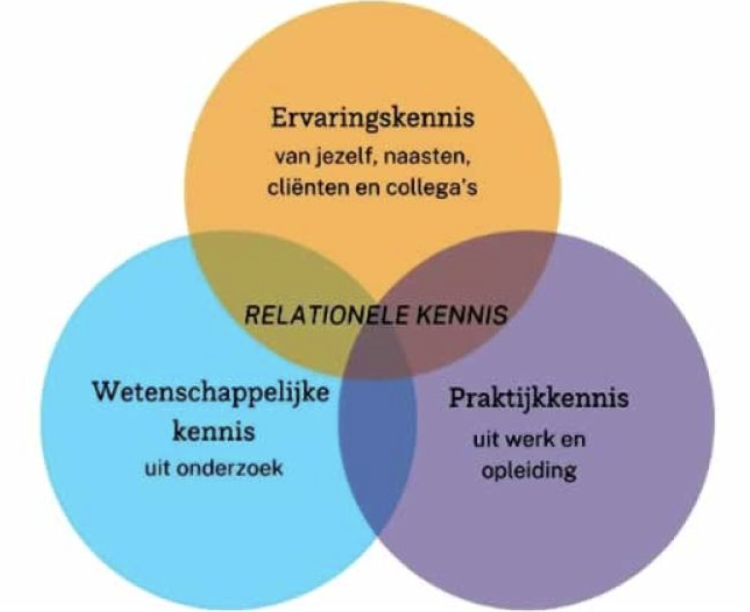 Ervaringskennis
van jezelf, naasten,
cliënten en collega's
RELATIONELE KENNIS
Wetenschappelijke
kennis
uit onderzoek
Praktijkkennis
uit werk en
opleiding